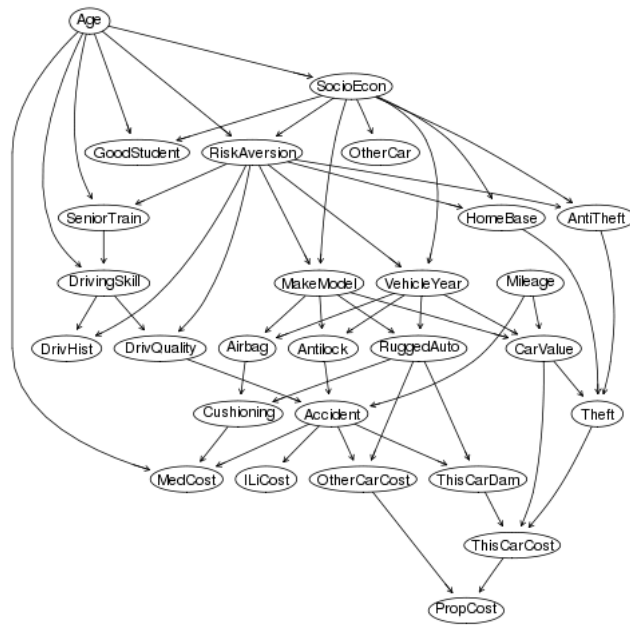 Age
SocioEcon
GoodStudent RiskAversion OtherCar
SeniorTrain HomeBase AntiTheft
DrivingSkill MakeModel VehicleYear Mileage
DrivHist DrivQuality Airbag Antilock RuggedAuto CarValue
Cushioning Accident Theft
MedCost ILiCost OtherCarCost ThisCarDam
ThisCarCost
PropCost